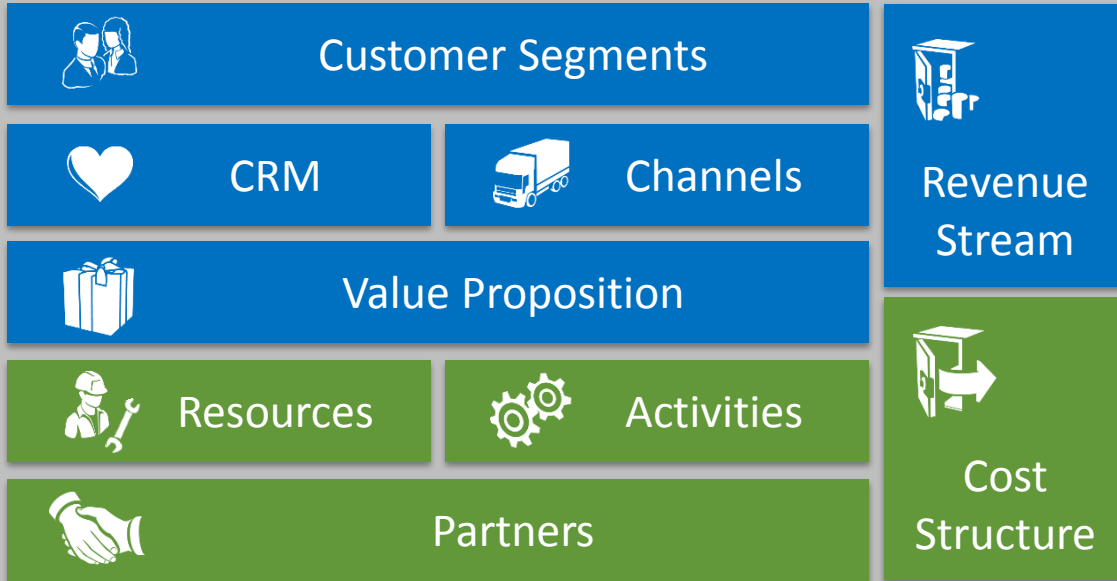 Customer Segments
CRM
Channels
Value Proposition
Resources
Activities
Partners
Revenue
Stream
Cost
Structure